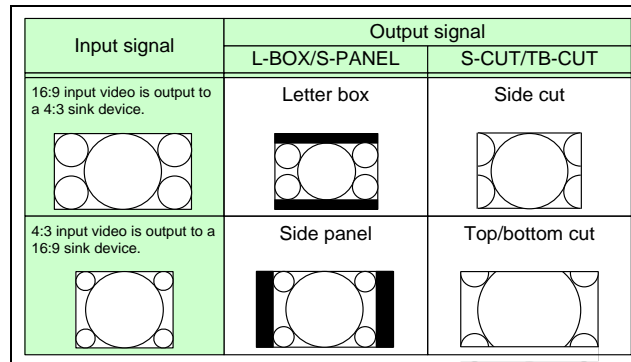 Input signal
Output signal
L-BOX/S-PANEL
S-CUT/TB-CUT
16:9 input video is output to
a 4:3 sink device.
Letter box
Side cut
4:3 input video is output to a
16:9 sink device.
Side panel
Top/bottom cut